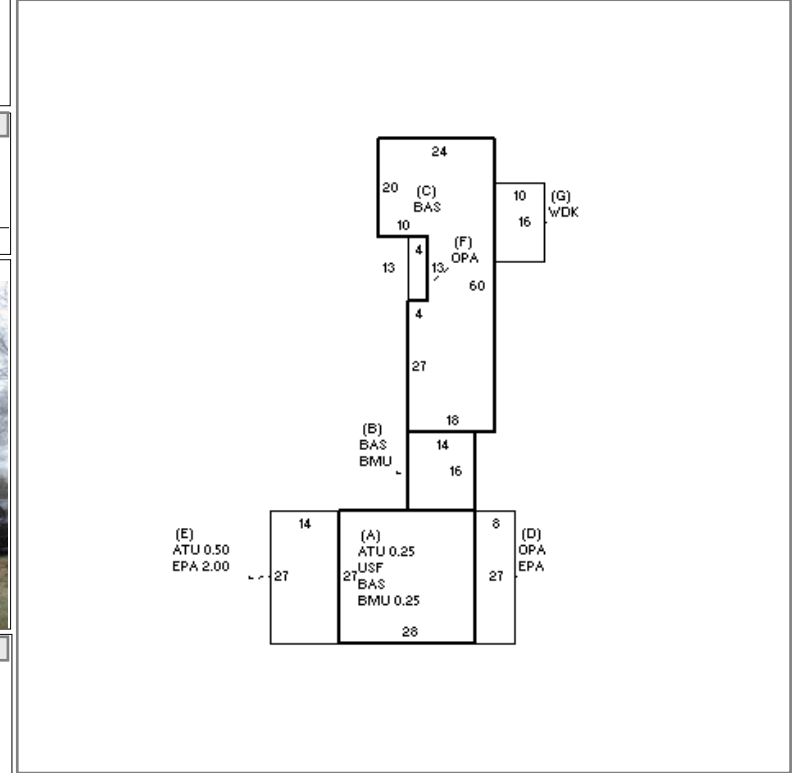 24
20
(C)
BAS
10
10
16
(G)
WDK
4
(F)
OPA
13
13
60
4
27
18
(B)
BAS
BMU
14
16
14
8
(E)
ATU 0.50
EPA 2.00
27
27
(A)
ATU 0.25
USF
BAS
BMU 0.25
28
27
(D)
OPA
EPA